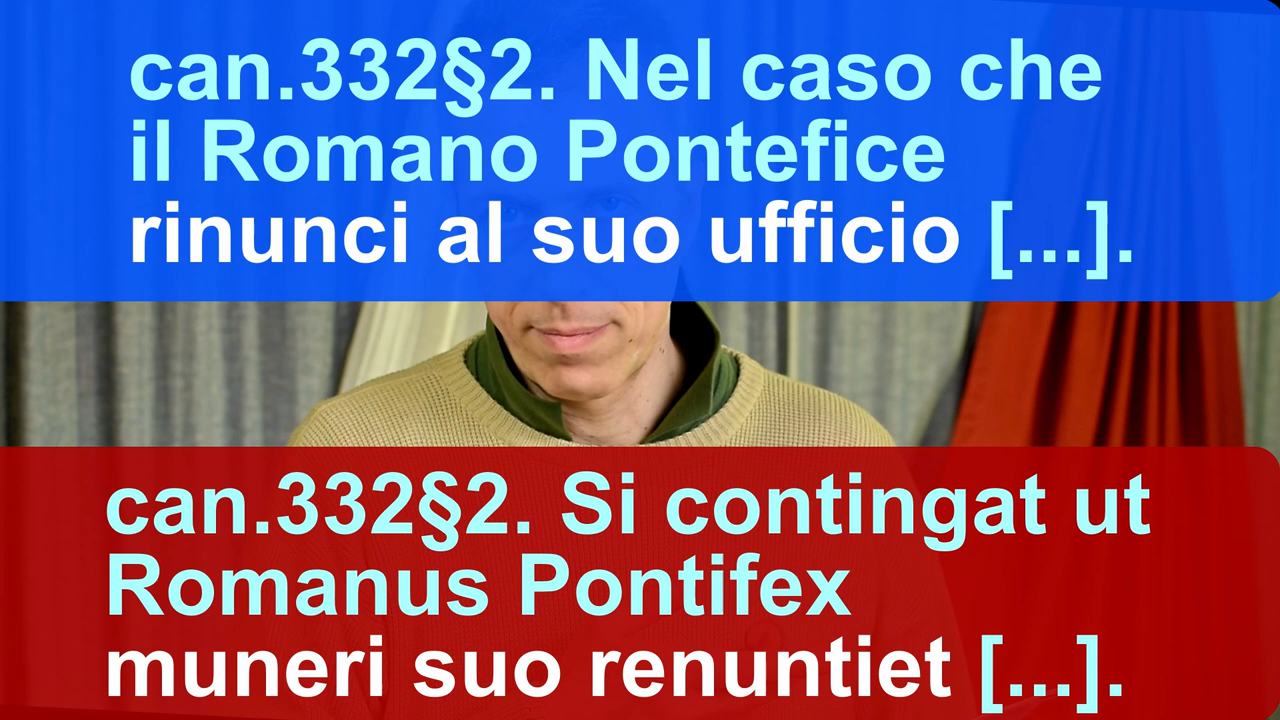 can.332§2. Nel caso che
il Romano Pontefice
rinunci al suo ufficio [...].
can.332§2. Si contingat ut
Romanus Pontifex
muneri suo renuntiet [...].